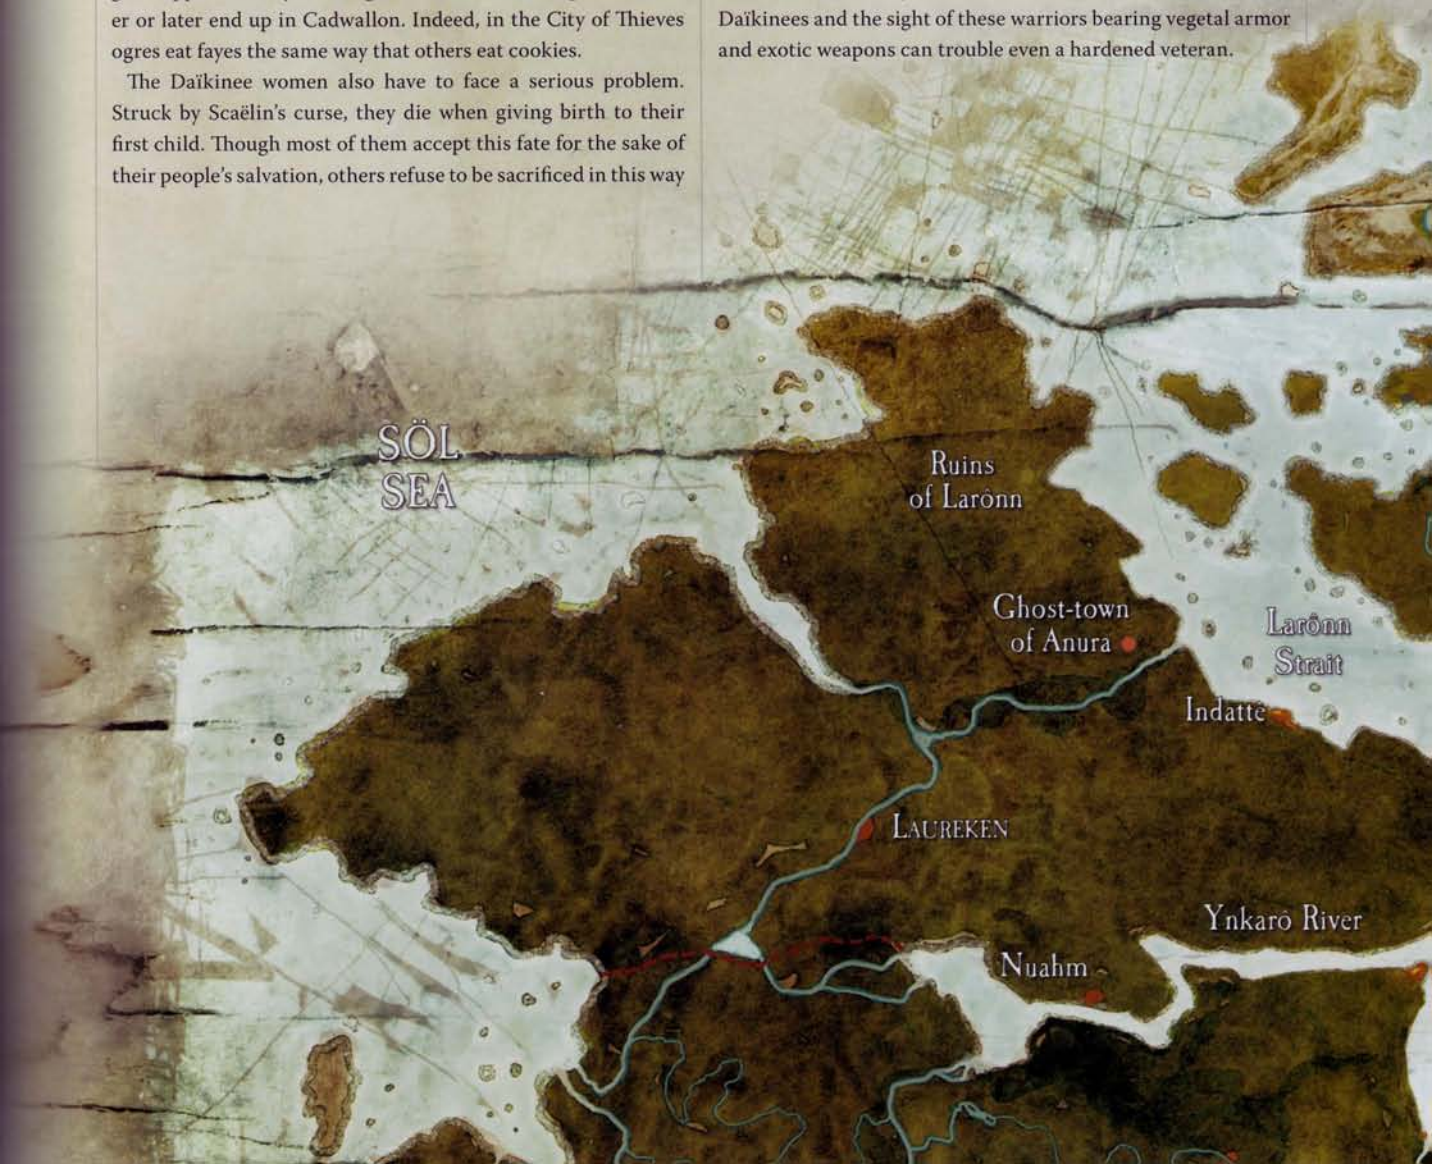 er or later end up in Cadwallon. Indeed, in the City of Thieves
ogres eat fayes the same way that others eat cookies.
The Daïkinee women also have to face a serious problem.
Struck by Scaëlin's curse, they die when giving birth to their
first child. Though most of them accept this fate for the sake of
their people's salvation, others refuse to be sacrificed in this way
Daïkinees and the sight of these warriors bearing vegetal armor
and exotic weapons can trouble even a hardened veteran.
SÖL
SEA
Ruins
of Larônn
Ghost-town
of Anura
Larônn
Strait
Indatte
LAUREKEN
Ynkarô River
Nuahm